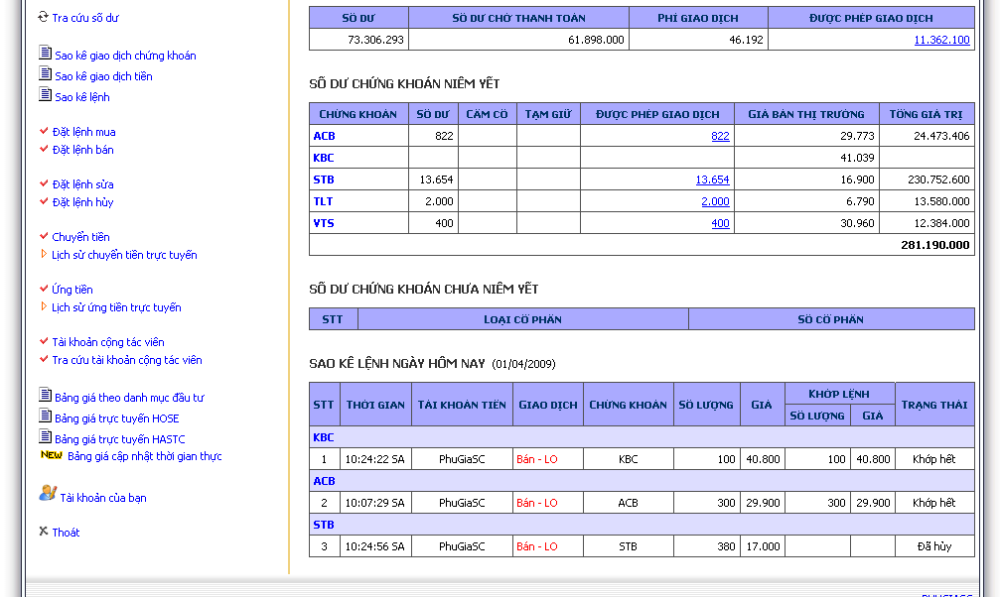 Tra cứu số dư
Sao kê giao dịch chứng khoán
Sao kê giao dịch tiền
Sao kê lệnh
Đặt lệnh mua
Đặt lệnh bán
Đặt lệnh sửa
Đặt lệnh hủy
Chuyển tiền
Lịch sử chuyển tiền trực tuyến
Ứng tiền
Lịch sử ứng tiền trực tuyến
Tài khoản cộng tác viên
Tra cứu tài khoản cộng tác viên
Bảng giá theo danh mục đầu tư
Bảng giá trực tuyến HOSE
Bảng giá trực tuyến HASTC
NEW Bảng giá cập nhật thời gian thực
Tài khoản của bạn
Thoát
SỐ DƯ SỐ DƯ CHỜ THANH TOÁN PHÍ GIAO DỊCH ĐƯỢC PHÉP GIAO DỊCH
73.306.293 61.898.000 46.192 11.362.100
SỐ DƯ CHỨNG KHOÁN NIÊM YẾT
CHỨNG KHOÁN SỐ DƯ CẦM CỐ TẠM GIỮ ĐƯỢC PHÉP GIAO DỊCH GIÁ BÁN THỊ TRƯỜNG TỔNG GIÁ TRỊ
ACB 822 822 29.773 24.473.406
KBC 41.039
STB 13.654 13.654 16.900 230.752.600
TLT 2.000 2.000 6.790 13.580.000
VTS 400 400 30.960 12.384.000
281.190.000
SỐ DƯ CHỨNG KHOÁN CHƯA NIÊM YẾT
STT LOẠI CỔ PHẦN SỐ CỔ PHẦN
SAO KÊ LỆNH NGÀY HÔM NAY (01/04/2009)
STT THỜI GIAN TÀI KHOẢN TIỀN GIAO DỊCH CHỨNG KHOÁN SỐ LƯỢNG GIÁ KHỚP LỆNH TRẠNG THÁI
SỐ LƯỢNG GIÁ
KBC
1 10:24:22 SA PhuGiaSC Bán - LO KBC 100 40.800 100 40.800 Khớp hết
ACB
2 10:07:29 SA PhuGiaSC Bán - LO ACB 300 29.900 300 29.900 Khớp hết
STB
3 10:24:56 SA PhuGiaSC Bán - LO STB 380 17.000 Đã hủy